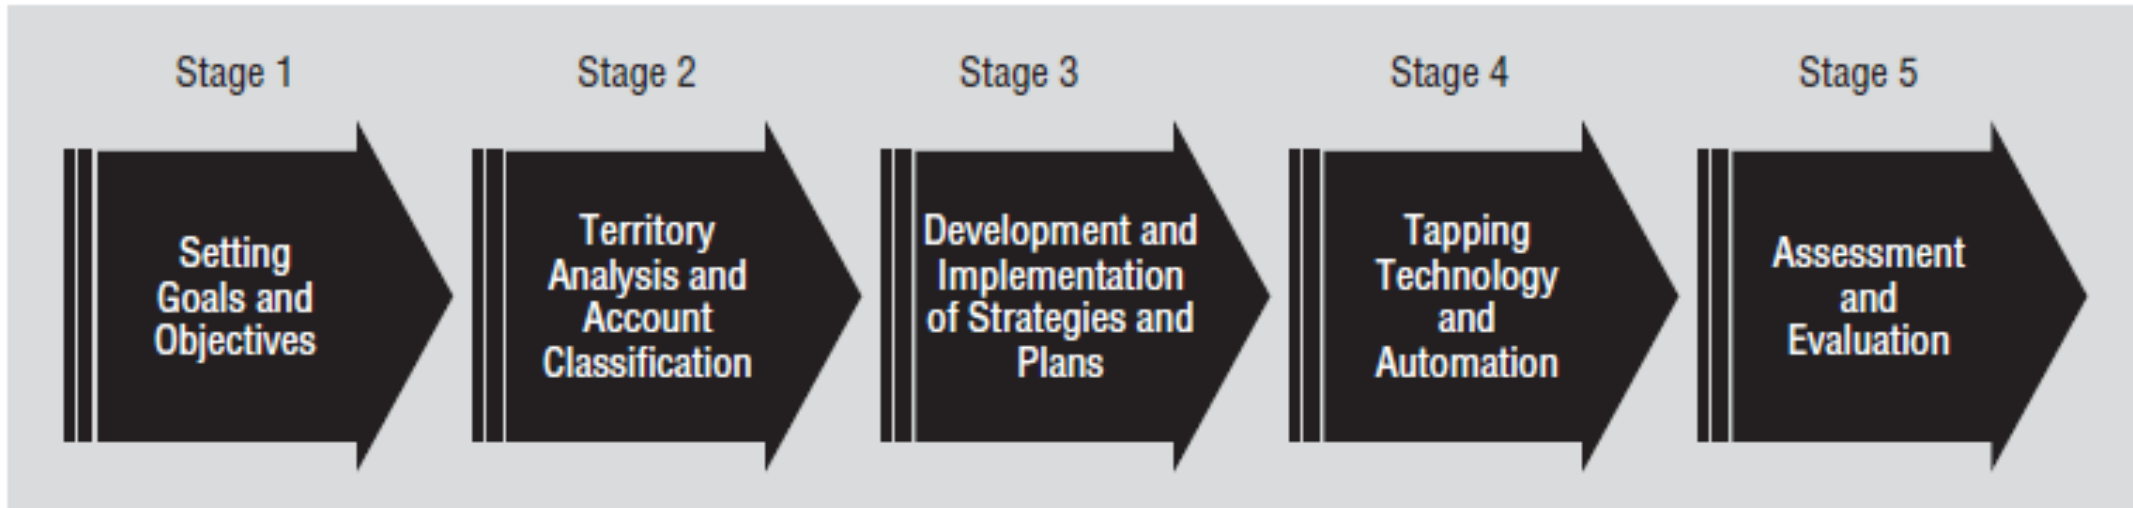 Stage 1
Stage 2
Stage 3
Stage 4
Stage 5
Setting
Goals and
Objectives
Territory
Analysis and
Account
Classification
Development and
Implementation
of Strategies and
Plans
Tapping
Technology
and
Automation
Assessment
and
Evaluation